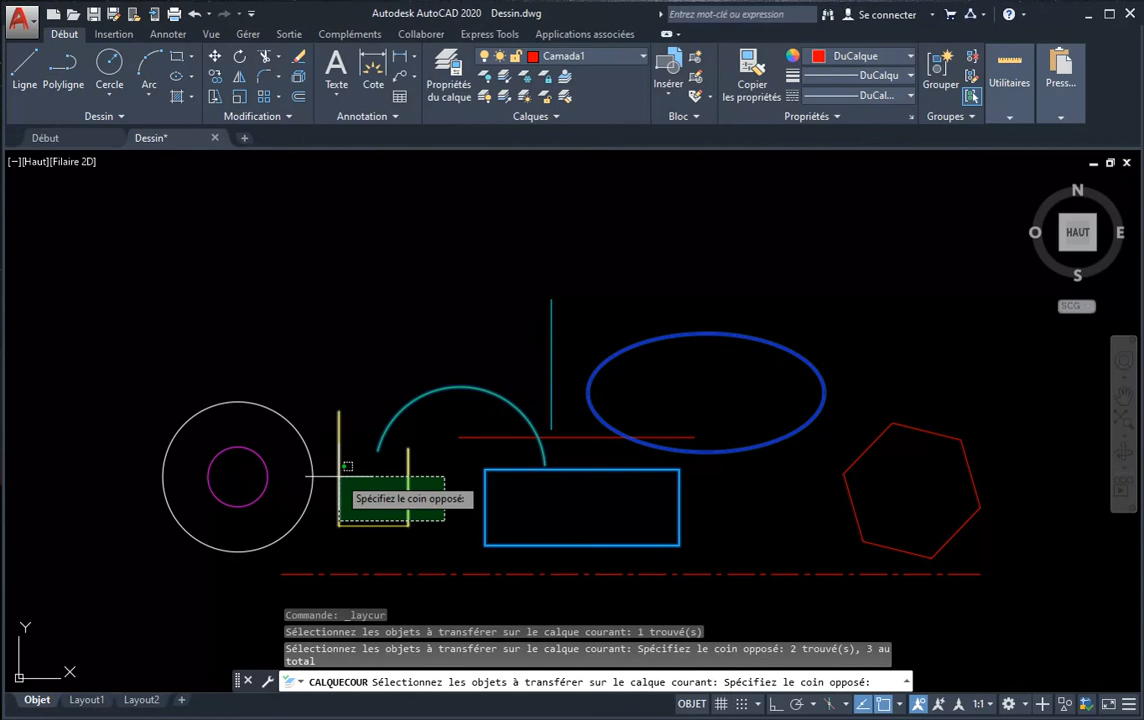 Autodesk AutoCAD 2020 Dessin.dwg
Entrez mot-clé ou expression
Se connecter
Début Insertion Annoter Vue Gérer Sortie Compléments Collaborer Express Tools Applications associées
Ligne Polyligne Cercle Arc
Texte Cote
Propriétés du calque
Camada1
Insérer
Copier les propriétés
DuCalque
DuCalqu
DuCal...
Grouper
Utilitaires
Press...
Dessin Modification Annotation Calques Bloc Propriétés Groupes
Début Dessin*
[−][Haut][Filaire 2D]
N
O HAUT E
S
SCG
Spécifiez le coin opposé:
Commande: _laycur
Sélectionnez les objets à transférer sur le calque courant: 1 trouvé(s)
Sélectionnez les objets à transférer sur le calque courant: Spécifiez le coin opposé: 2 trouvé(s), 3 au
total
CALQUECOUR Sélectionnez les objets à transférer sur le calque courant: Spécifiez le coin opposé:
Y
X
Objet Layout1 Layout2
OBJET
1:1